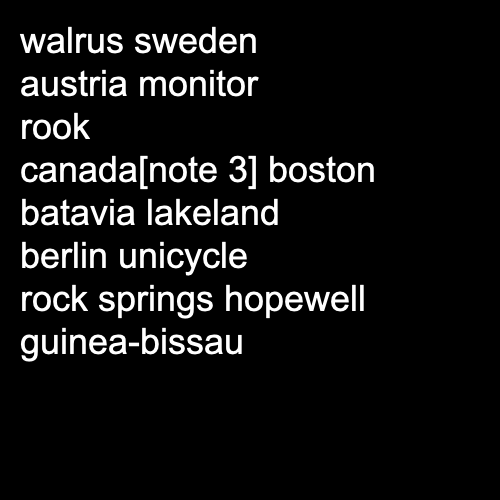 walrus sweden
austria monitor
rook
canada[note 3] boston
batavia lakeland
berlin unicycle
rock springs hopewell
guinea-bissau